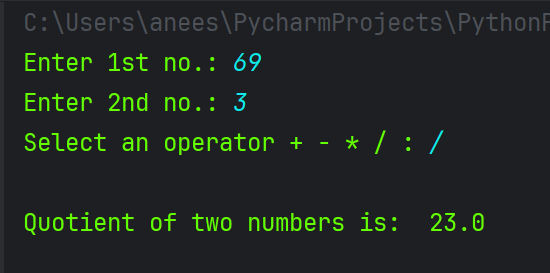 C:\Users\anees\PycharmProjects\
Enter 1st no.: 69
Enter 2nd no.: 3
Select an operator + - * / : /
Quotient of two numbers is:  23.0